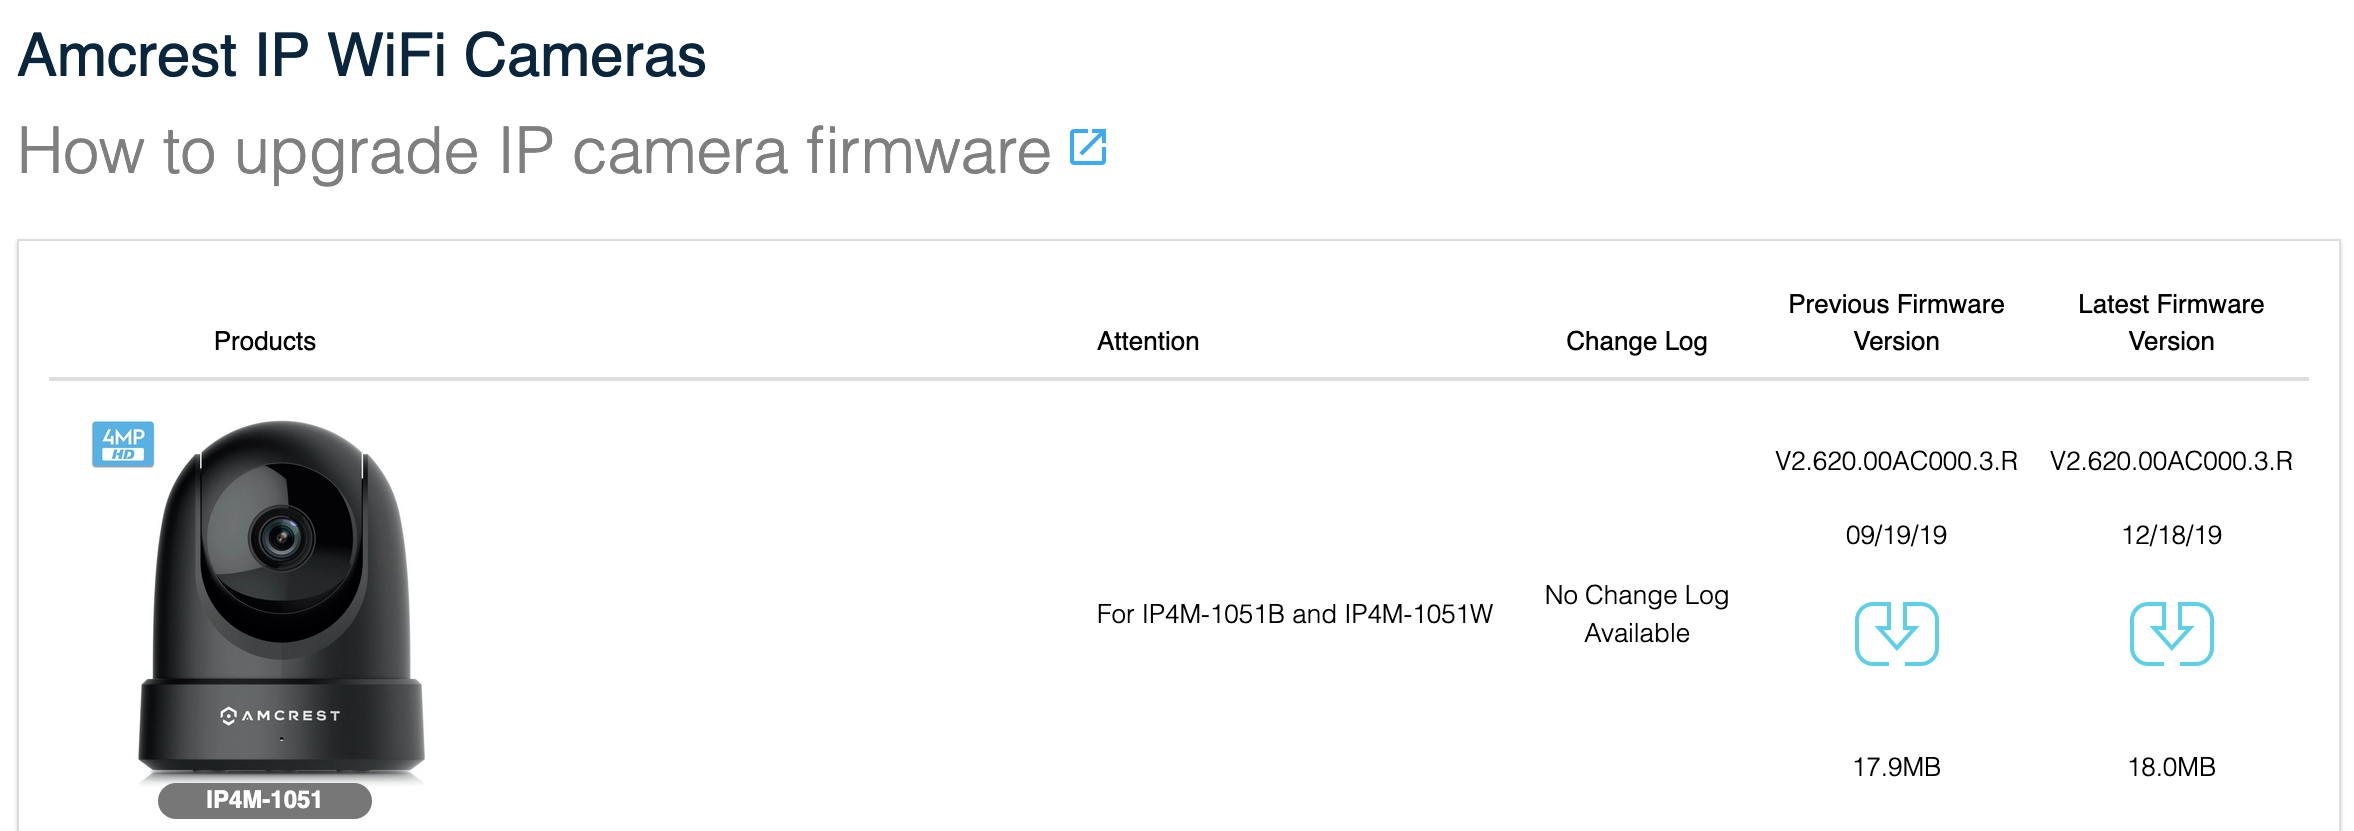 Amcrest IP WiFi Cameras
How to upgrade IP camera firmware
Products
Attention
Change Log
Previous Firmware
Version
Latest Firmware
Version
4MP
HD
AMCREST
IP4M-1051
For IP4M-1051B and IP4M-1051W
No Change Log
Available
V2.620.00AC000.3.R
09/19/19
17.9MB
V2.620.00AC000.3.R
12/18/19
18.0MB